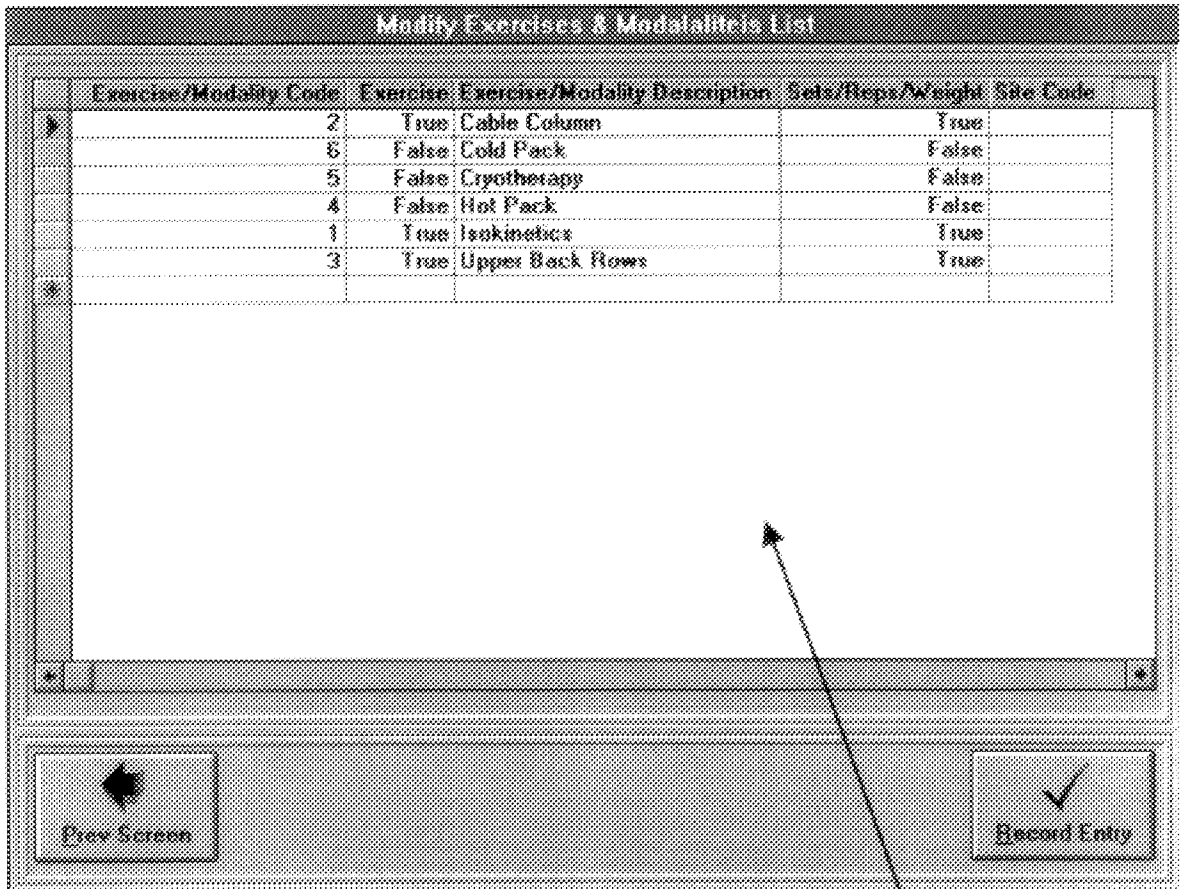 Modify Exercises & Modalaliteis List
Exercise/Modality Code Exercise Exercise/Modality Description Sets/Reps/Weight Site Code
2 True Cable Column True
6 False Cold Pack False
5 False Cryotherapy False
4 False Hot Pack False
1 True Isokinetics True
3 True Upper Back Rows True
Prev Screen
Record Entry